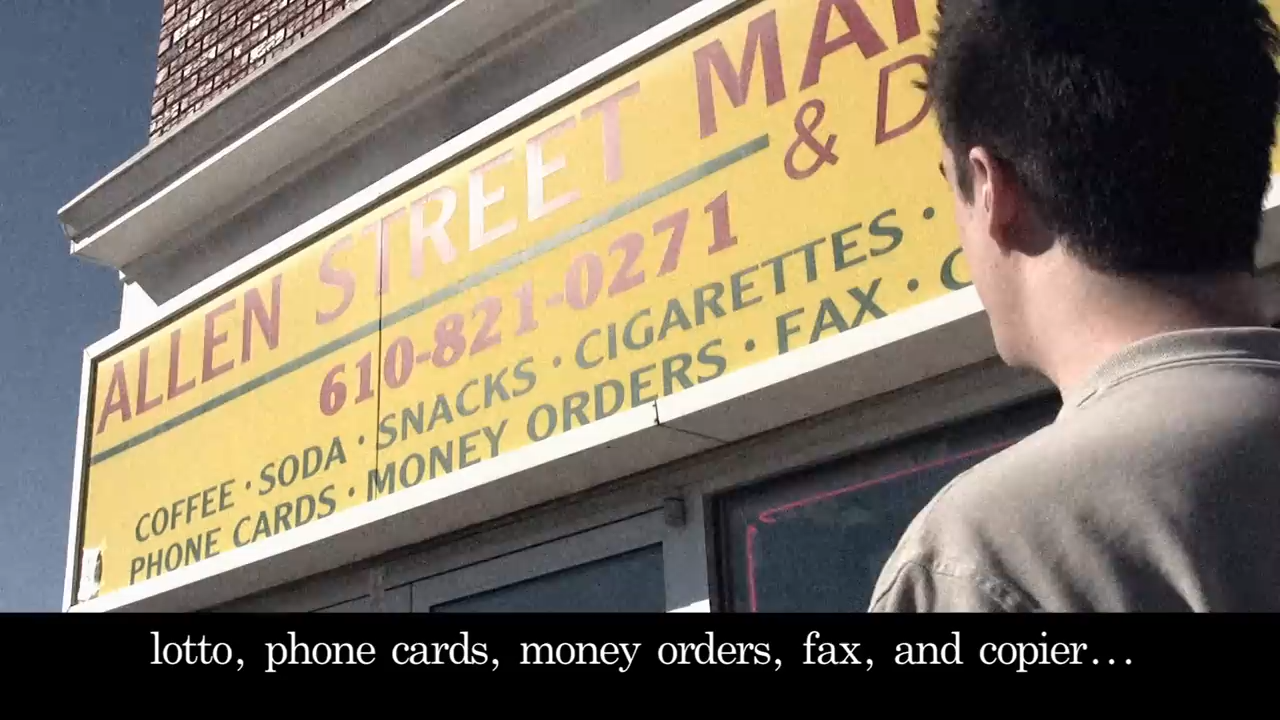 ALLEN STREET
& D
610-821-0271
COFFEE · SODA · SNACKS · CIGARETTES ·
PHONE CARDS · MONEY ORDERS · FAX · C
lotto, phone cards, money orders, fax, and copier...